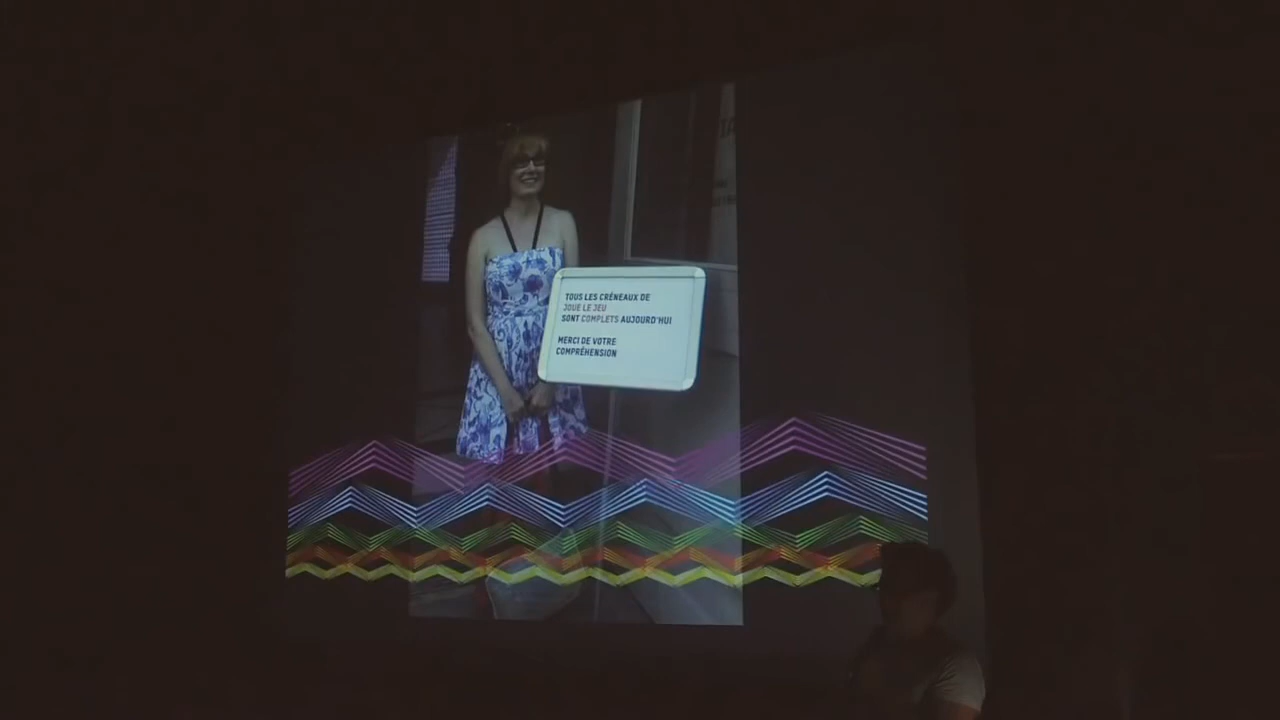 TOUS LES CRÉNEAUX DE
JOUE LE JEU
SONT COMPLETS AUJOURD'HUI
MERCI DE VOTRE
COMPRÉHENSION